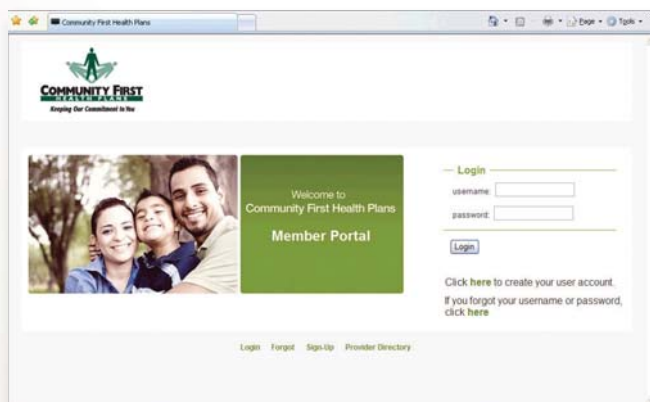 Community First Health Plans
Page
Tools
COMMUNITY FIRST
HEALTH PLANS
Keeping Our Commitment to You
Welcome to
Community First Health Plans
Member Portal
Login
username:
password:
Login
Click here to create your user account.
If you forgot your username or password,
click here
Login Forgot Sign-Up Provider Directory